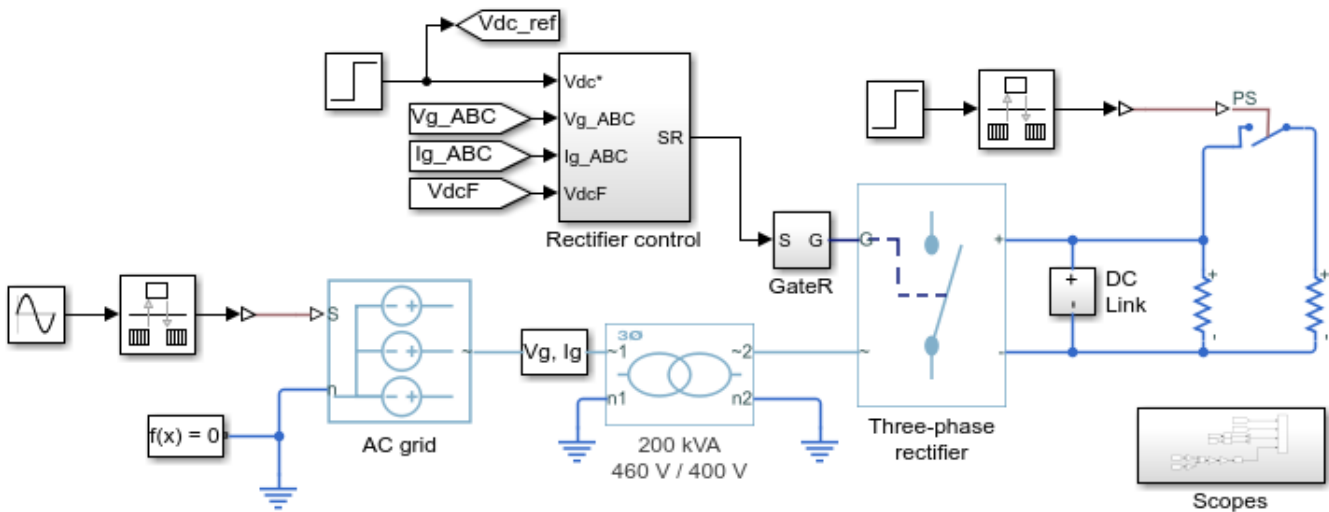 Vdc_ref
Vdc*
Vg_ABC
Vg_ABC
Ig_ABC
Ig_ABC
VdcF
VdcF
SR
Rectifier control
PS
S G
GateR
G
+
-
~
Three-phase
rectifier
+
-
DC
Link
+
-
+
-
S
n
~
AC grid
f(x) = 0
Vg, Ig
3Ø
~1
~2
n1
n2
200 kVA
460 V / 400 V
Scopes